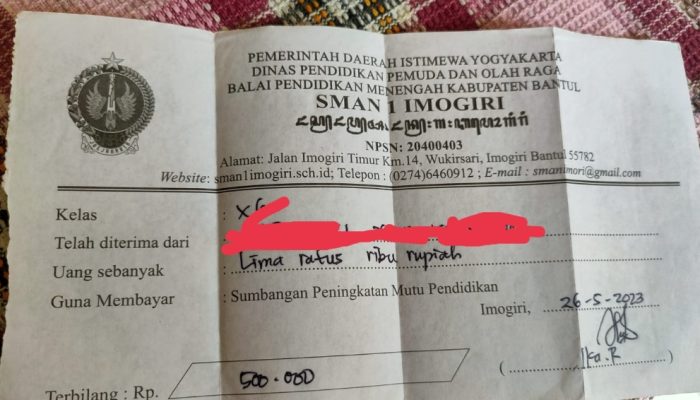 PEMERINTAH DAERAH ISTIMEWA YOGYAKARTA
DINAS PENDIDIKAN PEMUDA DAN OLAH RAGA
BALAI PENDIDIKAN MENENGAH KABUPATEN BANTUL
SMAN 1 IMOGIRI
NPSN: 20400403
Alamat: Jalan Imogiri Timur Km.14, Wukirsari, Imogiri Bantul 55782
Website: sman1imogiri.sch.id; Telepon : (0274)6460912 ; E-mail : smanimori@gmail.com
Kelas :
Telah diterima dari :
Uang sebanyak : Lima ratus ribu rupiah
Guna Membayar : Sumbangan Peningkatan Mutu Pendidikan
Imogiri, 26-5-2023
Ika.R
Terbilang : Rp. 500.000